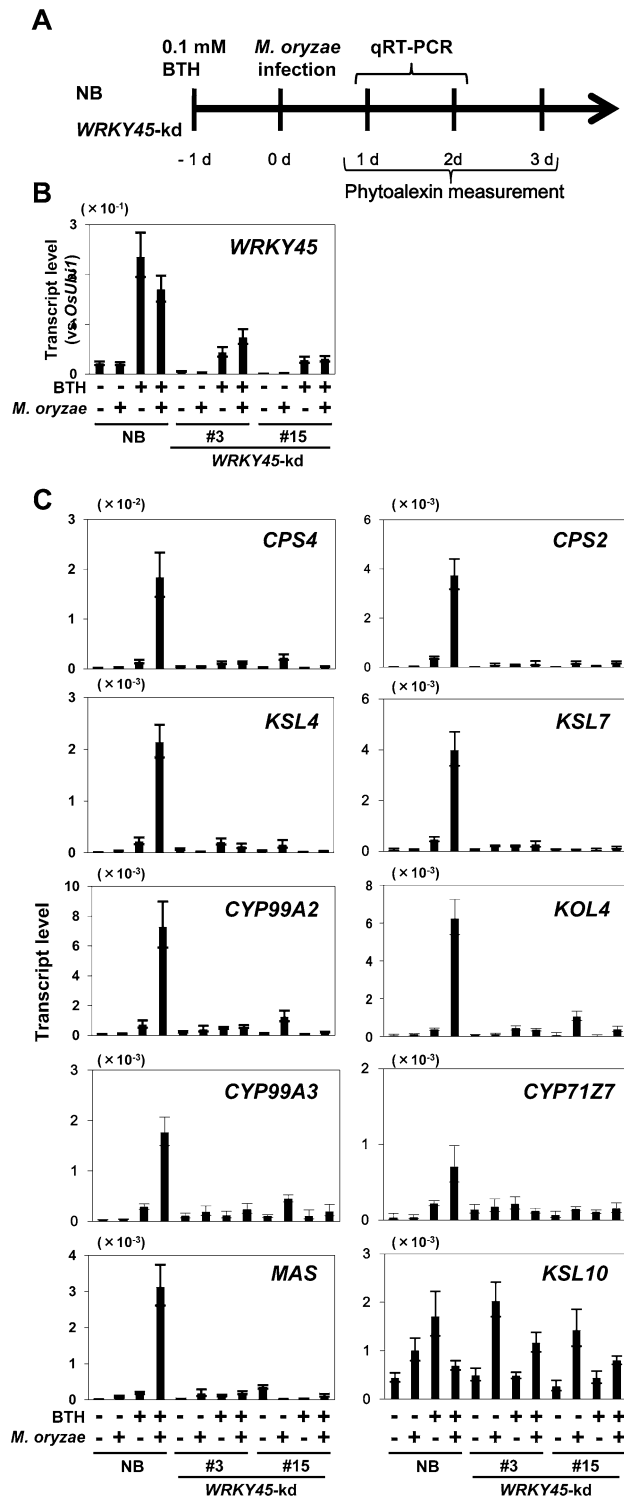 A
0.1 mM
BTH
M. oryzae
infection
qRT-PCR
NB
WRKY45-kd
- 1 d
0 d
1 d
2d
3 d
Phytoalexin measurement
B
(×10-1)
WRKY45
Transcript level
(vs OsUbi1)
3
0
BTH - - + + - - + + - - + +
M. oryzae - + - + - + - + - + - +
NB #3 #15
WRKY45-kd
C
Transcript level
(×10-2)
CPS4
3
2
1
0
(×10-3)
CPS2
6
4
2
0
(×10-3)
KSL4
3
2
1
0
(×10-3)
KSL7
6
4
2
0
(×10-3)
CYP99A2
10
8
6
4
2
0
(×10-3)
KOL4
8
6
4
2
0
(×10-3)
CYP99A3
3
2
1
0
(×10-3)
CYP71Z7
2
1
0
(×10-3)
MAS
4
3
2
1
0
(×10-3)
KSL10
3
2
1
0
BTH - - + + - - + + - - + +
M. oryzae - + - + - + - + - + - +
NB #3 #15
WRKY45-kd
- - + + - - + + - - + +
- + - + - + - + - + - +
NB #3 #15
WRKY45-kd